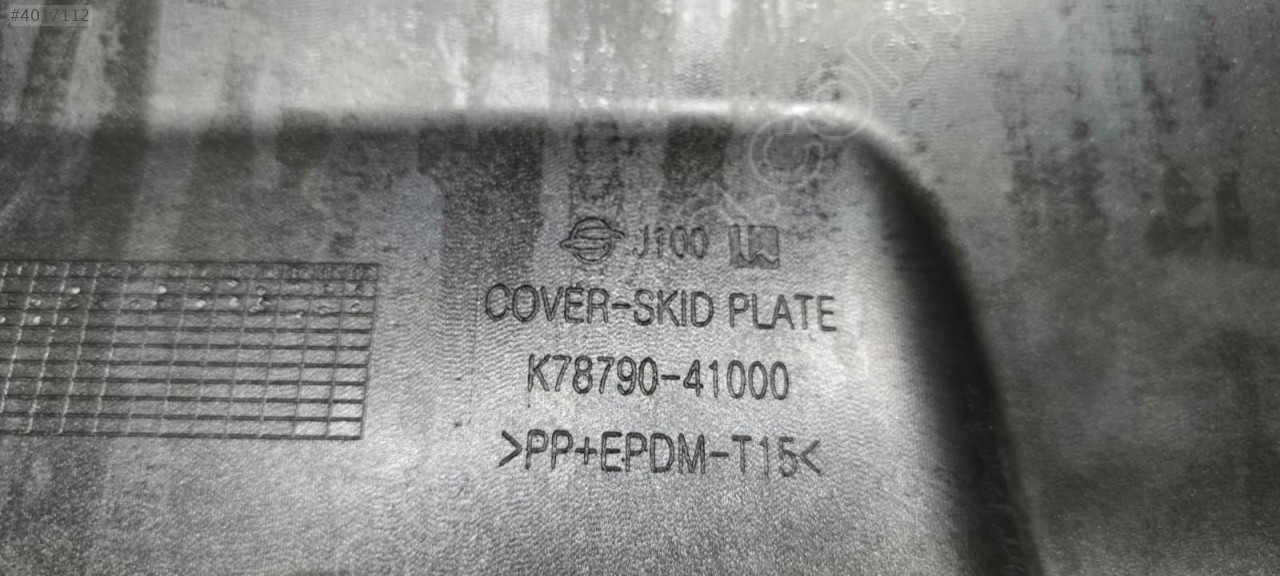 #4017112
J100
COVER-SKID PLATE
K78790-41000
>PP+EPDM-T15<